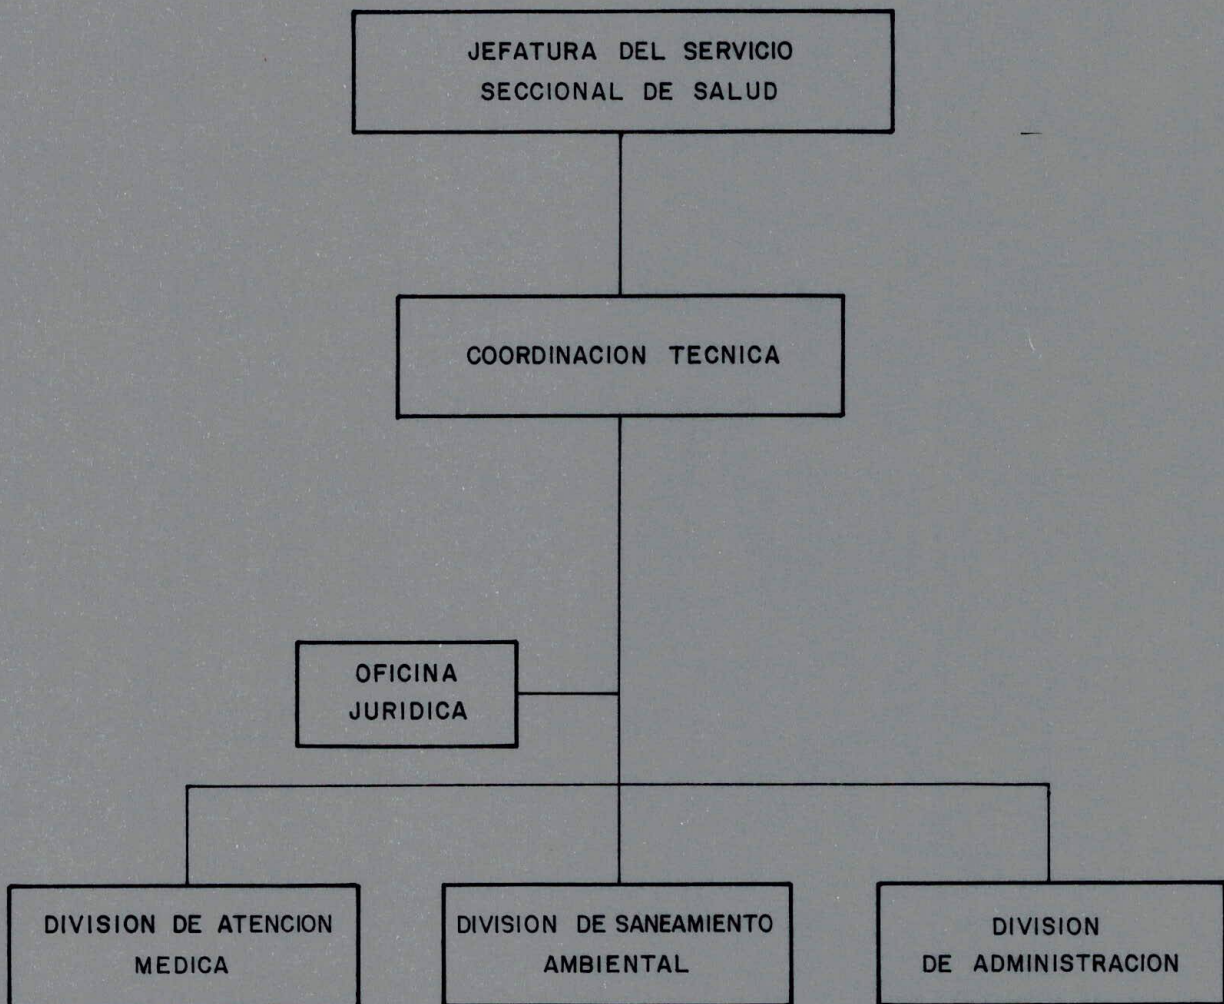 JEFATURA DEL SERVICIO
SECCIONAL DE SALUD
COORDINACION TECNICA
OFICINA
JURIDICA
DIVISION DE ATENCION
MEDICA
DIVISION DE SANEAMIENTO
AMBIENTAL
DIVISION
DE ADMINISTRACION